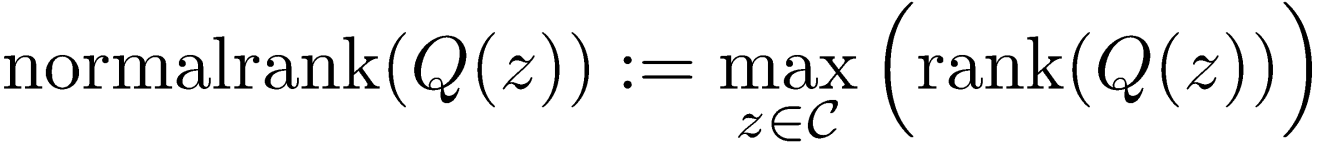 normalrank(Q(z)) := max_{z∈𝒞} (rank(Q(z)))